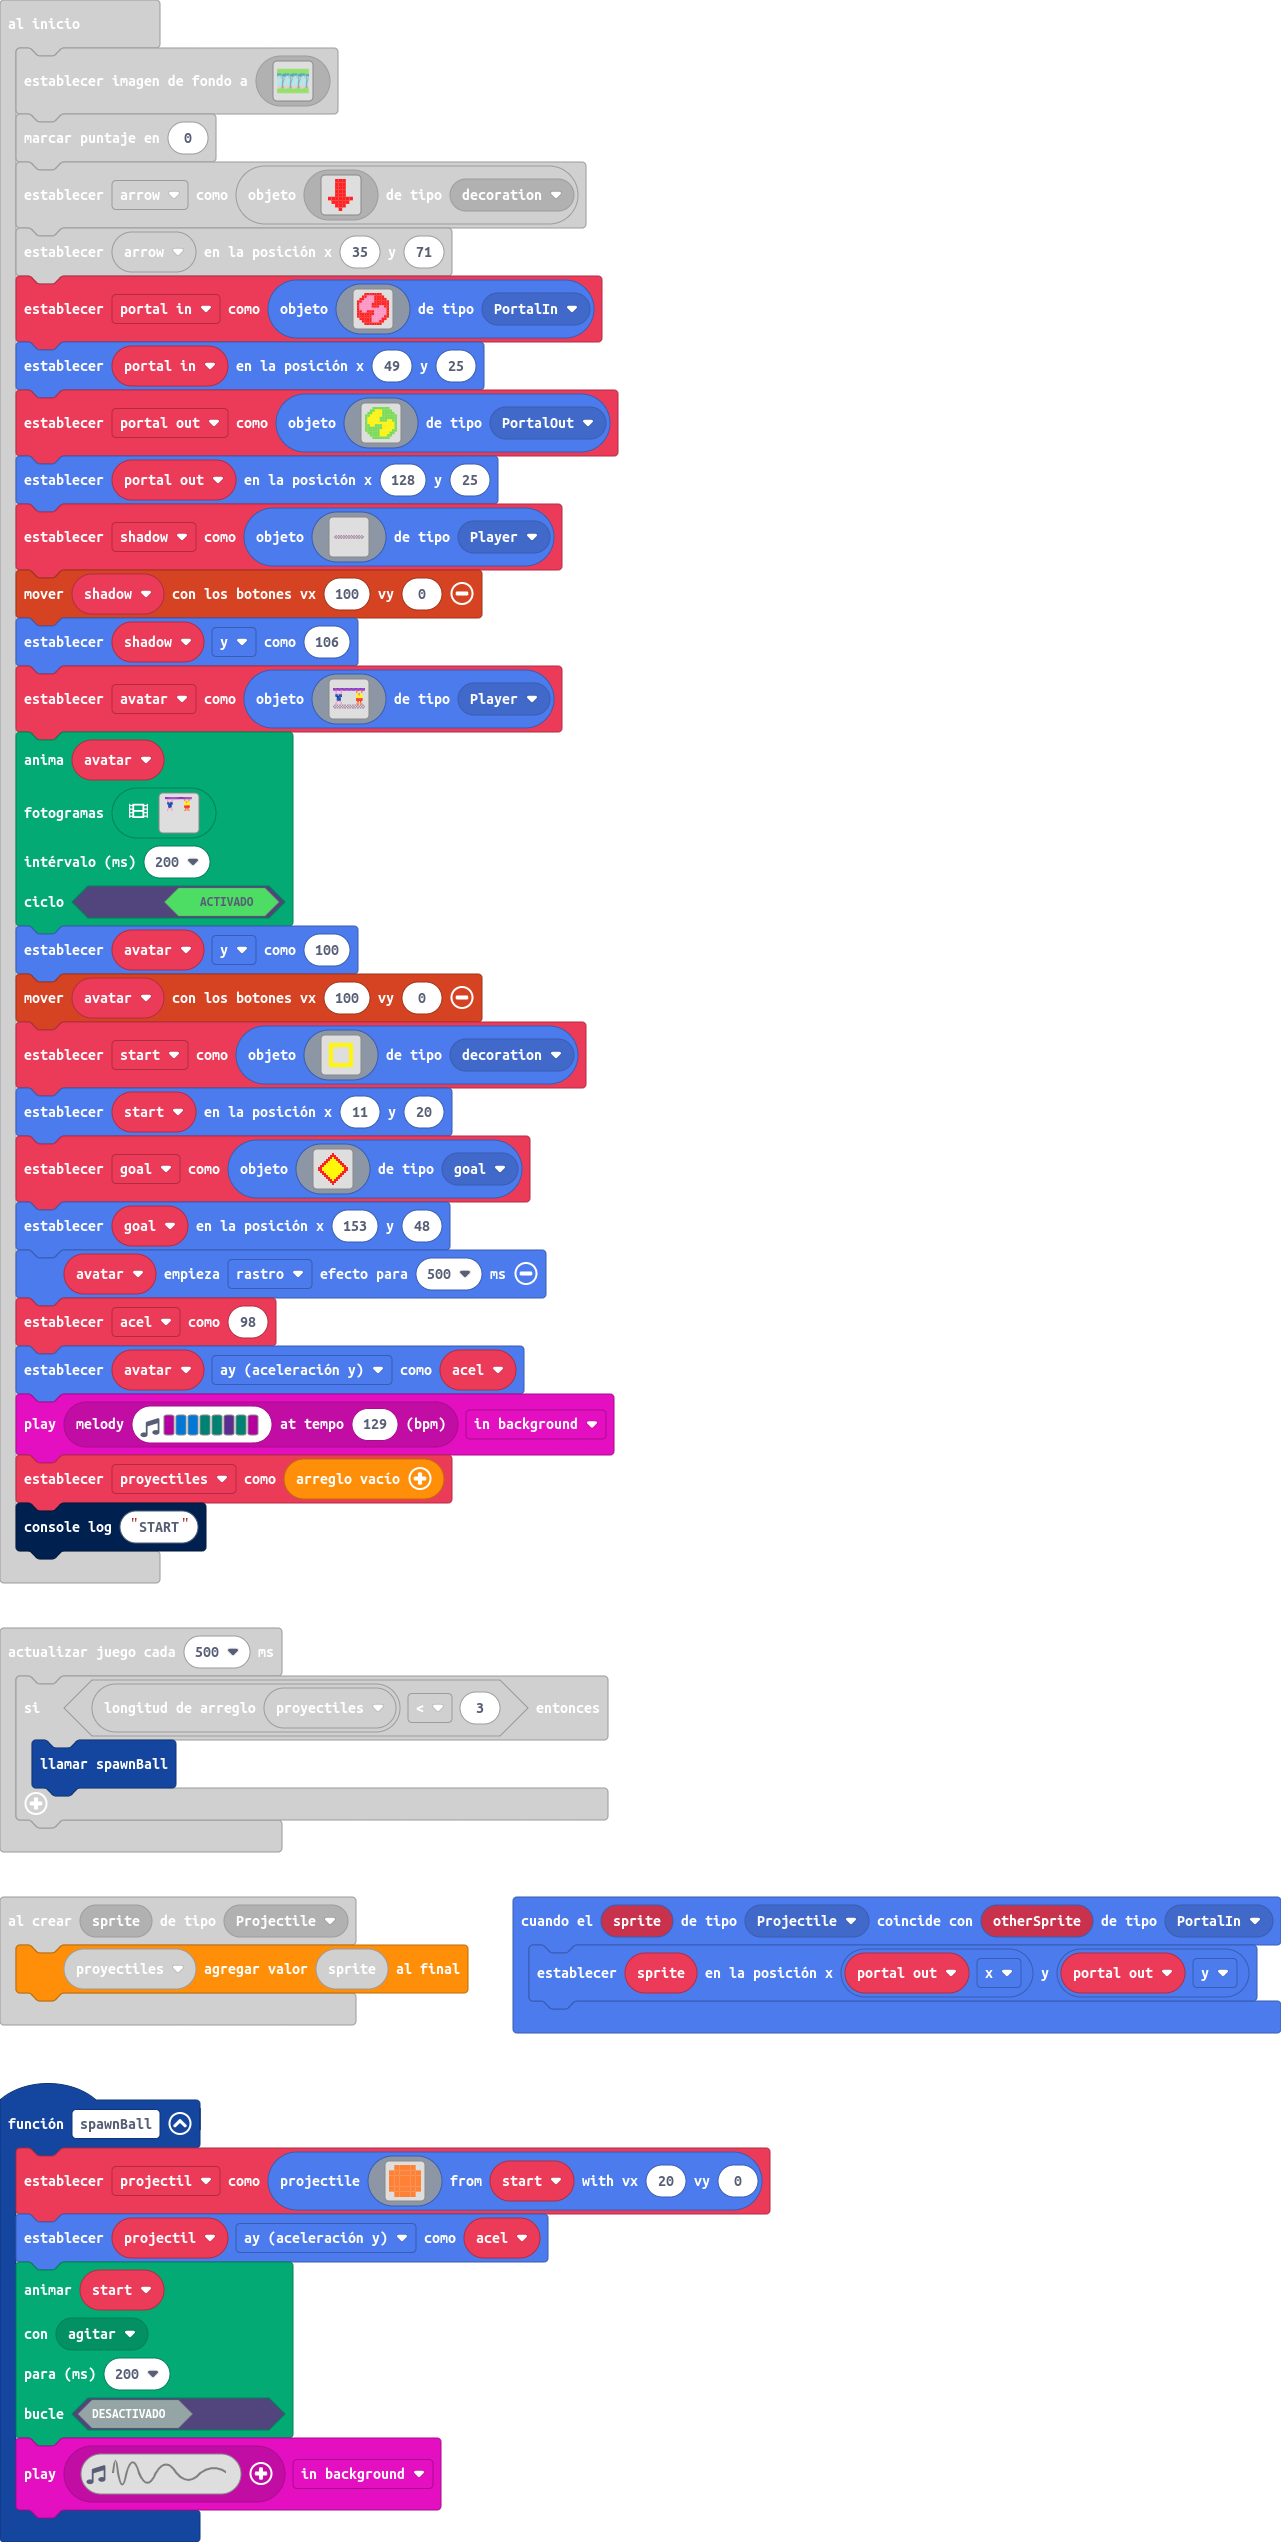 al inicio
establecer imagen de fondo a
marcar puntaje en 0
establecer arrow como objeto de tipo decoration
establecer arrow en la posición x 35 y 71
establecer portal in como objeto de tipo PortalIn
establecer portal in en la posición x 49 y 25
establecer portal out como objeto de tipo PortalOut
establecer portal out en la posición x 128 y 25
establecer shadow como objeto de tipo Player
mover shadow con los botones vx 100 vy 0
establecer shadow y como 106
establecer avatar como objeto de tipo Player
anima avatar
fotogramas
intérvalo (ms) 200
ciclo ACTIVADO
establecer avatar y como 100
mover avatar con los botones vx 100 vy 0
establecer start como objeto de tipo decoration
establecer start en la posición x 11 y 20
establecer goal como objeto de tipo goal
establecer goal en la posición x 153 y 48
avatar empieza rastro efecto para 500 ms
establecer acel como 98
establecer avatar ay (aceleración y) como acel
play melody at tempo 129 (bpm) in background
establecer proyectiles como arreglo vacío
console log "START"
actualizar juego cada 500 ms
si longitud de arreglo proyectiles < 3 entonces
llamar spawnBall
al crear sprite de tipo Projectile
proyectiles agregar valor sprite al final
cuando el sprite de tipo Projectile coincide con otherSprite de tipo PortalIn
establecer sprite en la posición x portal out x y portal out y
función spawnBall
establecer projectil como projectile from start with vx 20 vy 0
establecer projectil ay (aceleración y) como acel
animar start
con agitar
para (ms) 200
bucle DESACTIVADO
play in background